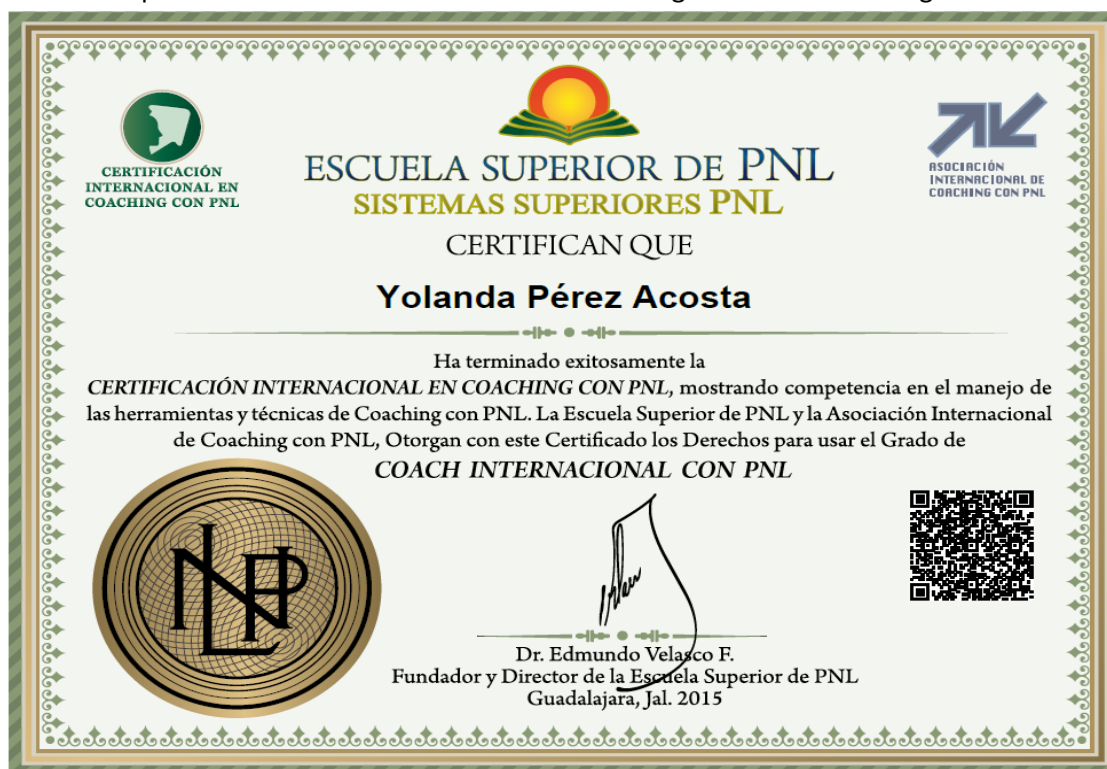 CERTIFICACIÓN
INTERNACIONAL EN
COACHING CON PNL
ESCUELA SUPERIOR DE PNL
SISTEMAS SUPERIORES PNL
ASOCIACIÓN
INTERNACIONAL DE
COACHING CON PNL
CERTIFICAN QUE
Yolanda Pérez Acosta
Ha terminado exitosamente la
CERTIFICACIÓN INTERNACIONAL EN COACHING CON PNL, mostrando competencia en el manejo de
las herramientas y técnicas de Coaching con PNL. La Escuela Superior de PNL y la Asociación Internacional
de Coaching con PNL, Otorgan con este Certificado los Derechos para usar el Grado de
COACH INTERNACIONAL CON PNL
NLP
Dr. Edmundo Velasco F.
Fundador y Director de la Escuela Superior de PNL
Guadalajara, Jal. 2015